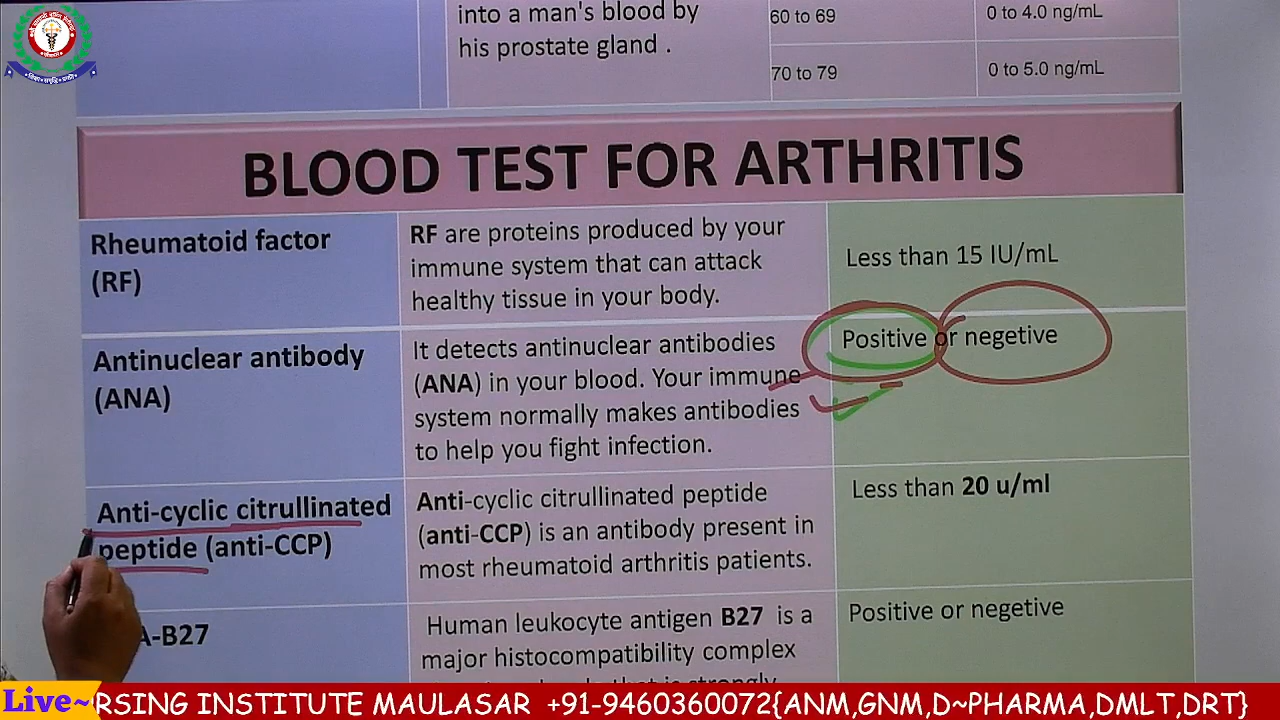 into a man's blood by
his prostate gland .
60 to 69
0 to 4.0 ng/mL
70 to 79
0 to 5.0 ng/mL
BLOOD TEST FOR ARTHRITIS
Rheumatoid factor
(RF)
RF are proteins produced by your
immune system that can attack
healthy tissue in your body.
Less than 15 IU/mL
Antinuclear antibody
(ANA)
It detects antinuclear antibodies
(ANA) in your blood. Your immune
system normally makes antibodies
to help you fight infection.
Positive or negetive
Anti-cyclic citrullinated
peptide (anti-CCP)
Anti-cyclic citrullinated peptide
(anti-CCP) is an antibody present in
most rheumatoid arthritis patients.
Less than 20 u/ml
A-B27
Human leukocyte antigen B27 is a
major histocompatibility complex
Positive or negetive
Live~ RSING INSTITUTE MAULASAR +91-9460360072{ANM,GNM,D~PHARMA,DMLT,DRT}